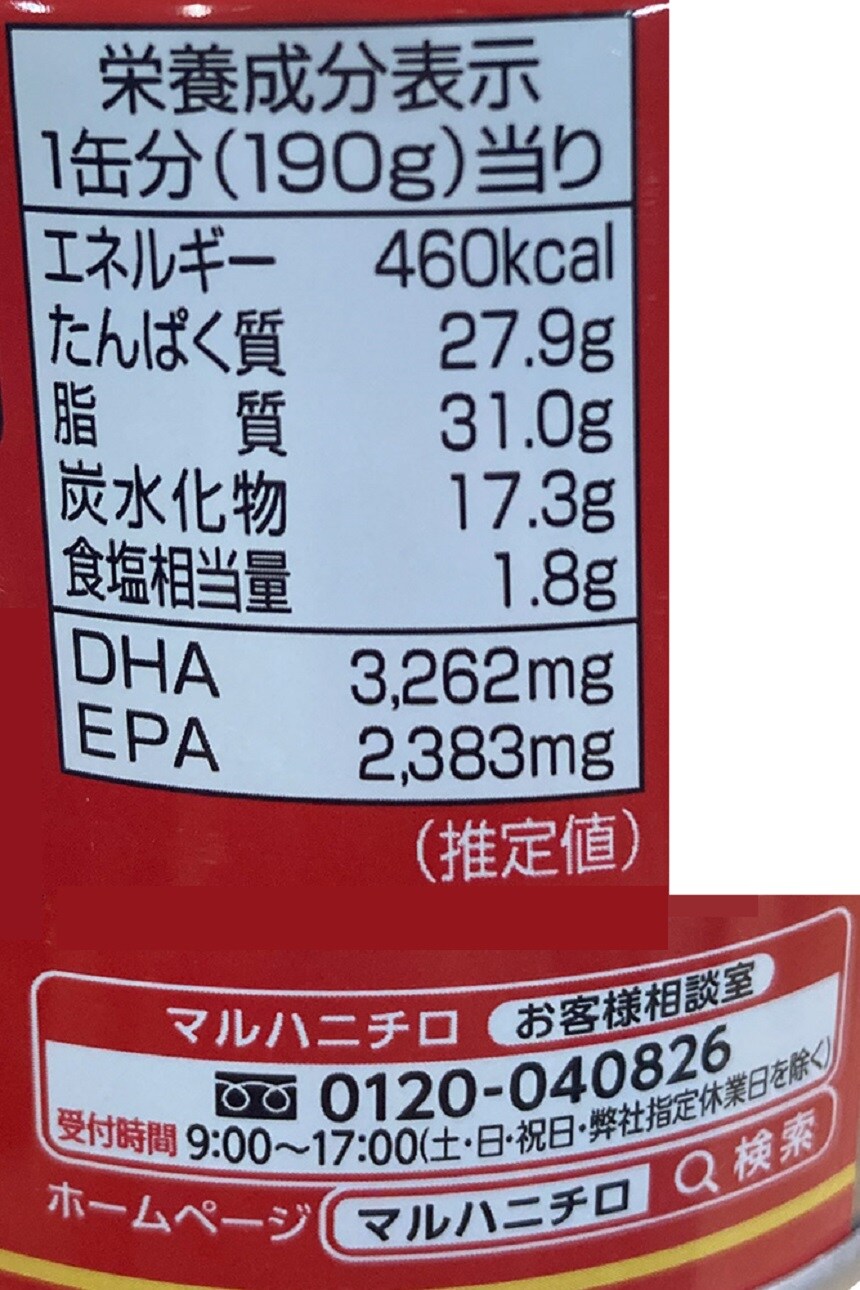 栄養成分表示
1缶分(190g)当り
エネルギー 460kcal
たんぱく質 27.9g
脂質 31.0g
炭水化物 17.3g
食塩相当量 1.8g
DHA 3,262mg
EPA 2,383mg
(推定値)
マルハニチロ お客様相談室
0120-040826
受付時間 9:00～17:00(土・日・祝日・弊社指定休業日を除く)
ホームページ マルハニチロ 検索